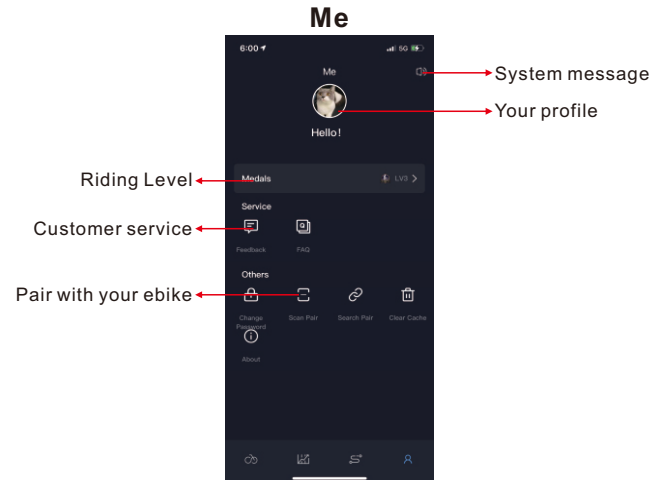 Me
6:00
5G
Me
System message
Your profile
Hello!
Riding Level
Medals
LV3
Service
Customer service
Feedback
FAQ
Others
Pair with your ebike
Change
Password
Scan Pair
Search Pair
Clear Cache
About